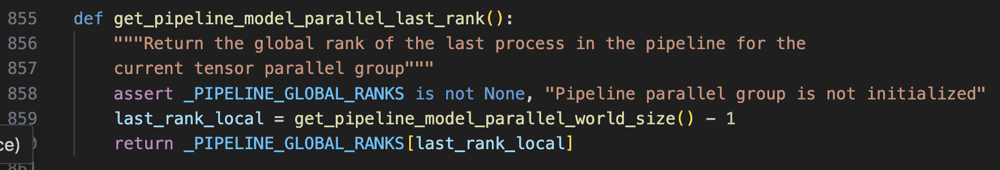 855 def get_pipeline_model_parallel_last_rank():
856 """Return the global rank of the last process in the pipeline for the
857 current tensor parallel group"""
858 assert _PIPELINE_GLOBAL_RANKS is not None, "Pipeline parallel group is not initialized"
859 last_rank_local = get_pipeline_model_parallel_world_size() - 1
ce) return _PIPELINE_GLOBAL_RANKS[last_rank_local]
861